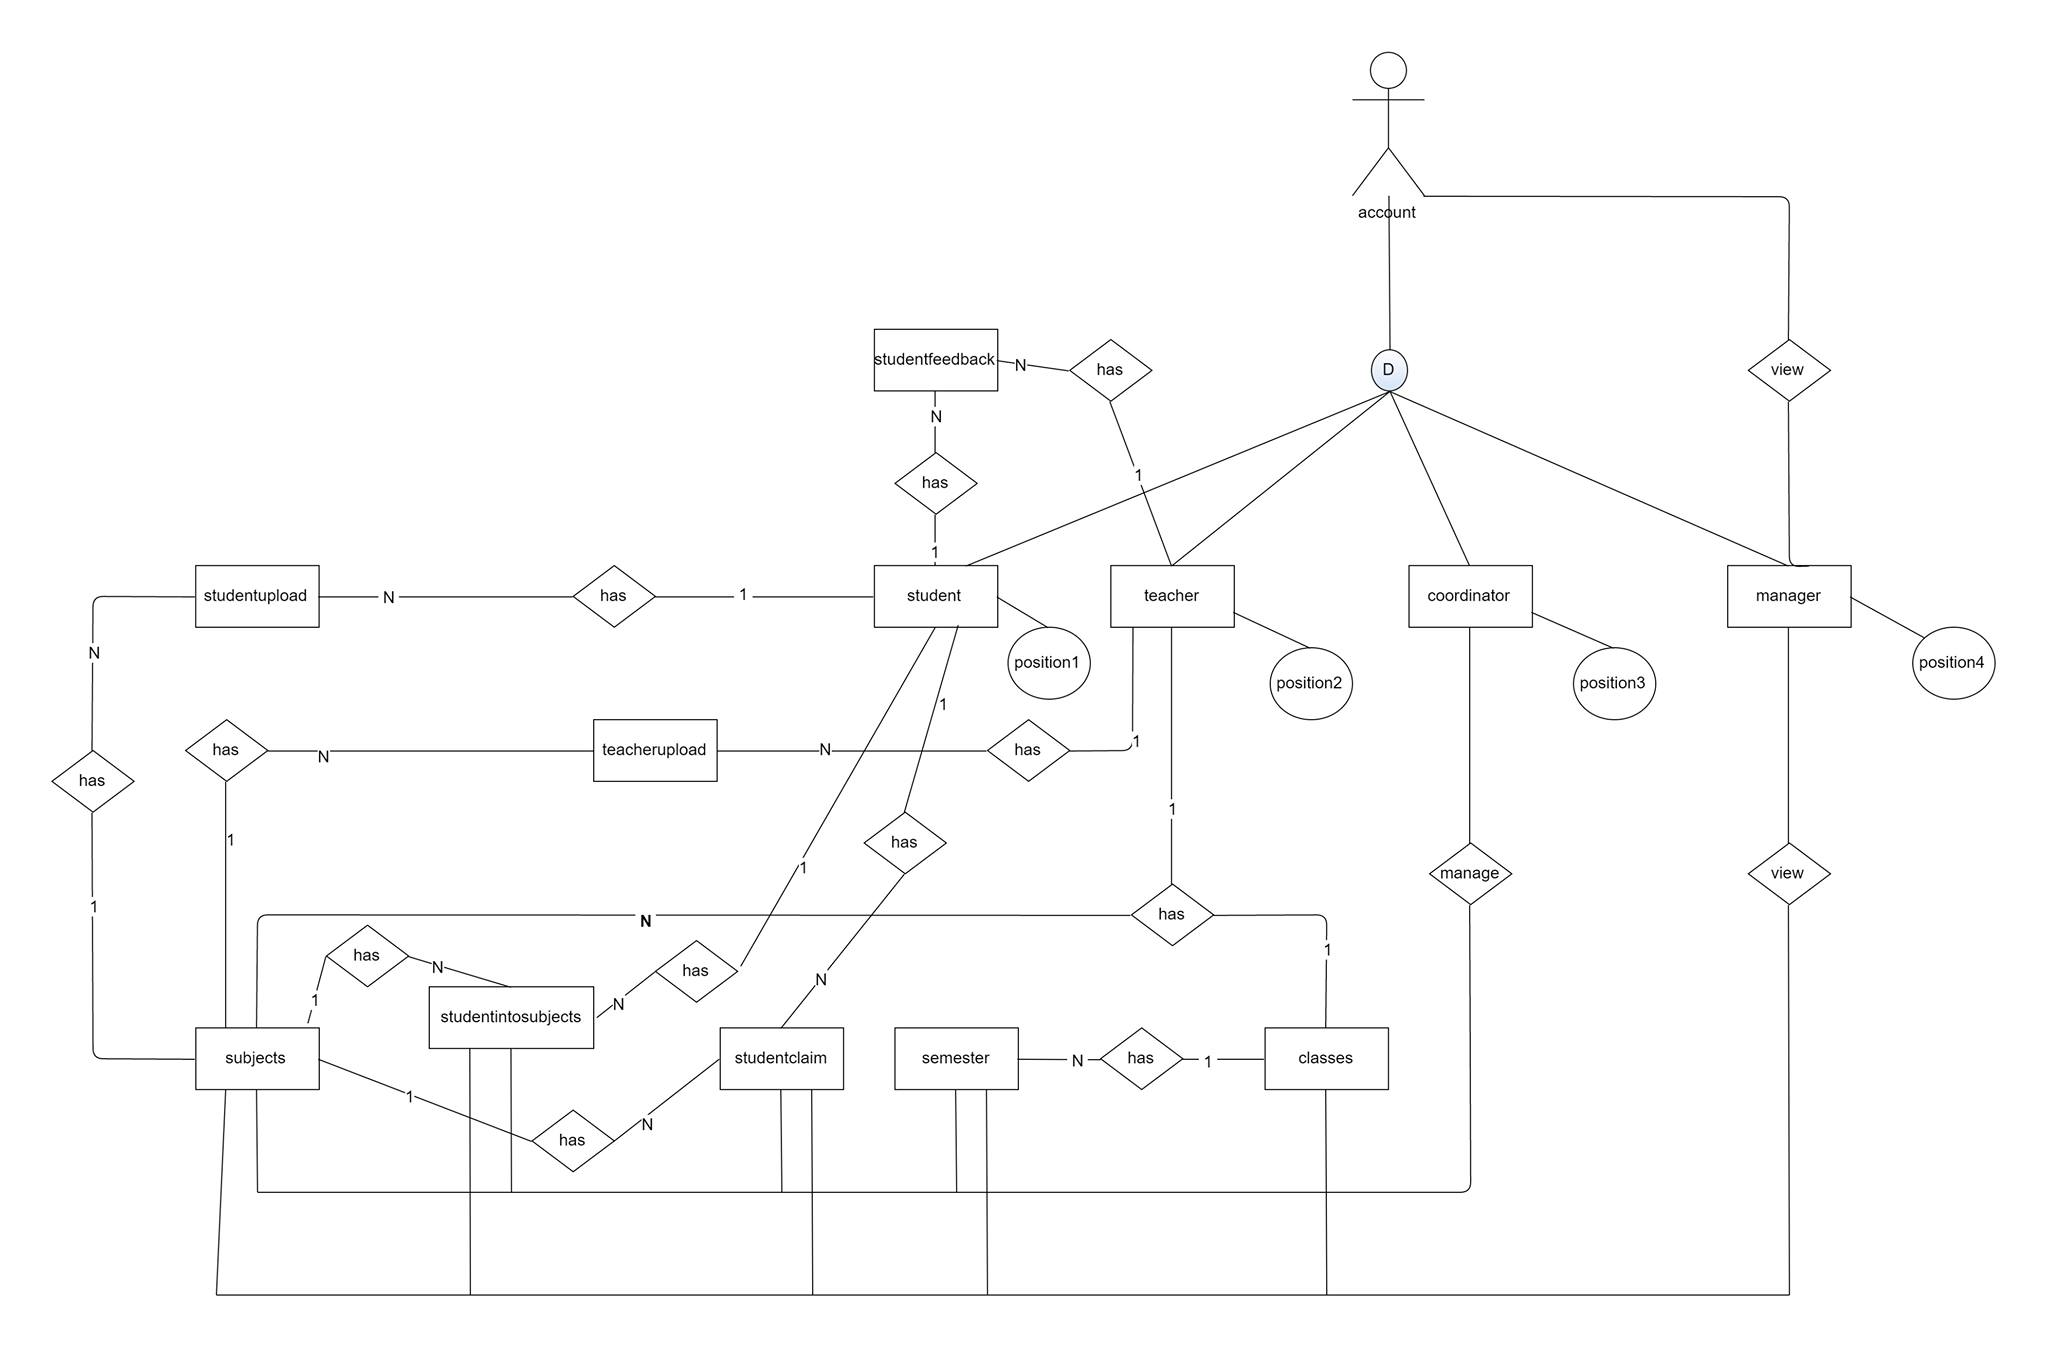 account
D
view
studentfeedback
N
has
N
has
1
1
studentupload
N
has
1
student
teacher
coordinator
manager
N
position1
position2
position3
position4
1
has
N
teacherupload
N
has
1
has
1
1
1
has
1
manage
view
1
N
has
1
has
N
has
N
N
1
N
studentintosubjects
subjects
studentclaim
semester
N
has
1
classes
1
N
has